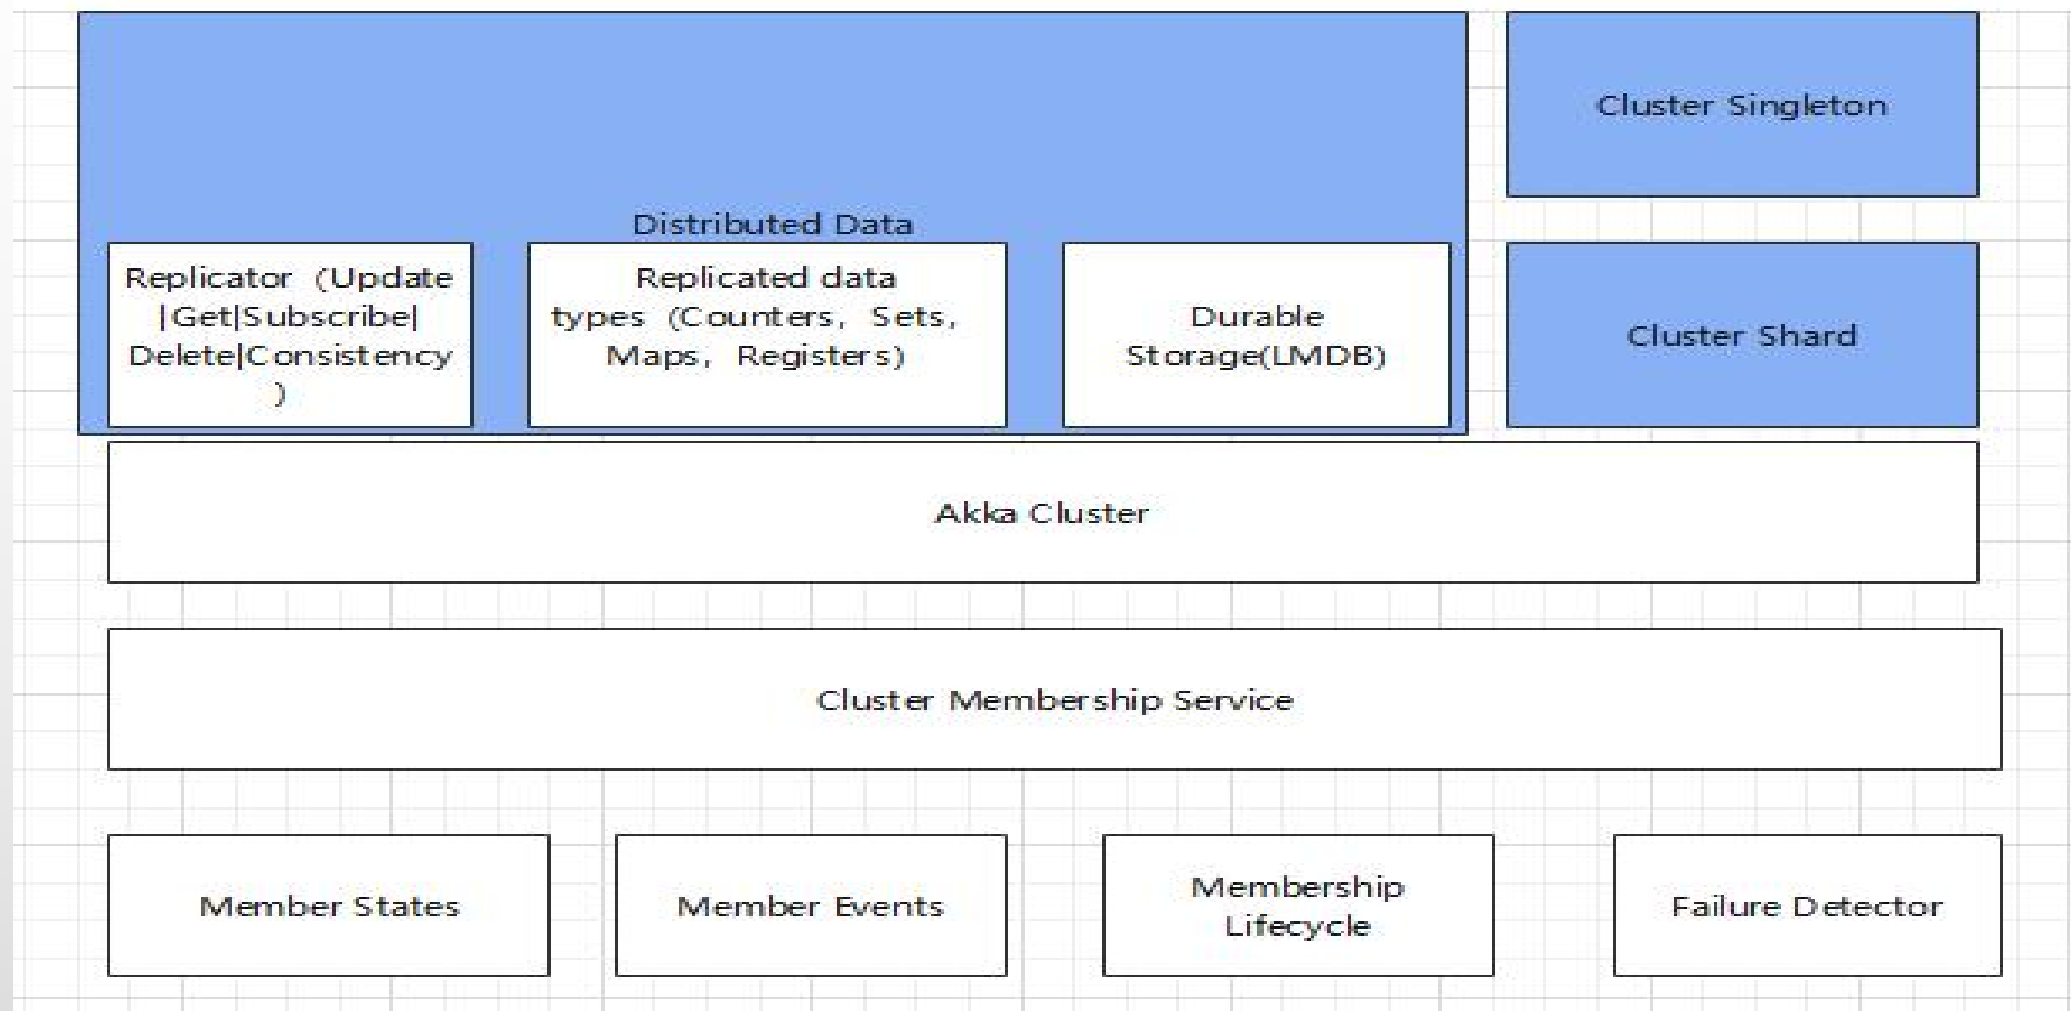 Cluster Singleton
Distributed Data
Replicator (Update
|Get|Subscribe|
Delete|Consistency
)
Replicated data
types (Counters, Sets,
Maps, Registers)
Durable
Storage(LMDB)
Cluster Shard
Akka Cluster
Cluster Membership Service
Member States
Member Events
Membership
Lifecycle
Failure Detector